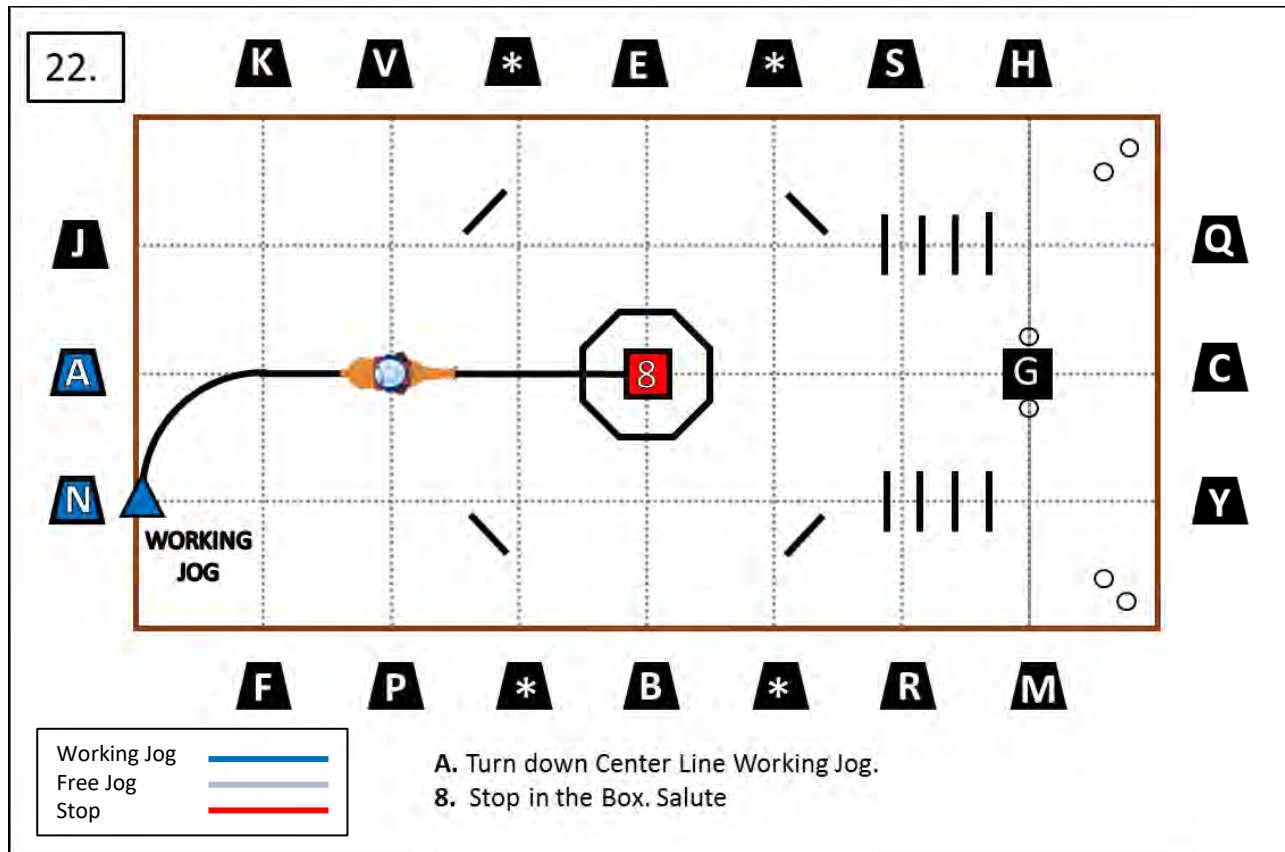 22.
K V * E * S H
J Q
A 8 G C
N Y
WORKING
JOG
F P * B * R M
Working Jog
Free Jog
Stop
A. Turn down Center Line Working Jog.
8. Stop in the Box. Salute